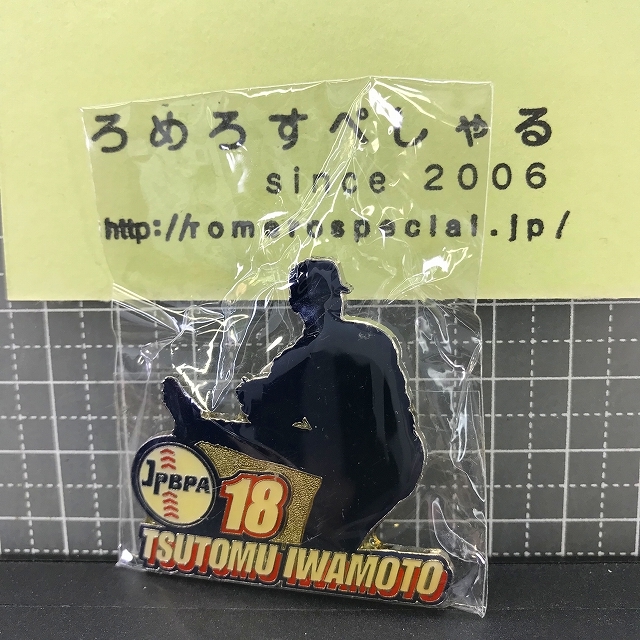 ろめろすぺしゃる
since 2006
http://romerospecial.jp/
JPBPA
18
TSUTOMU IWAMOTO